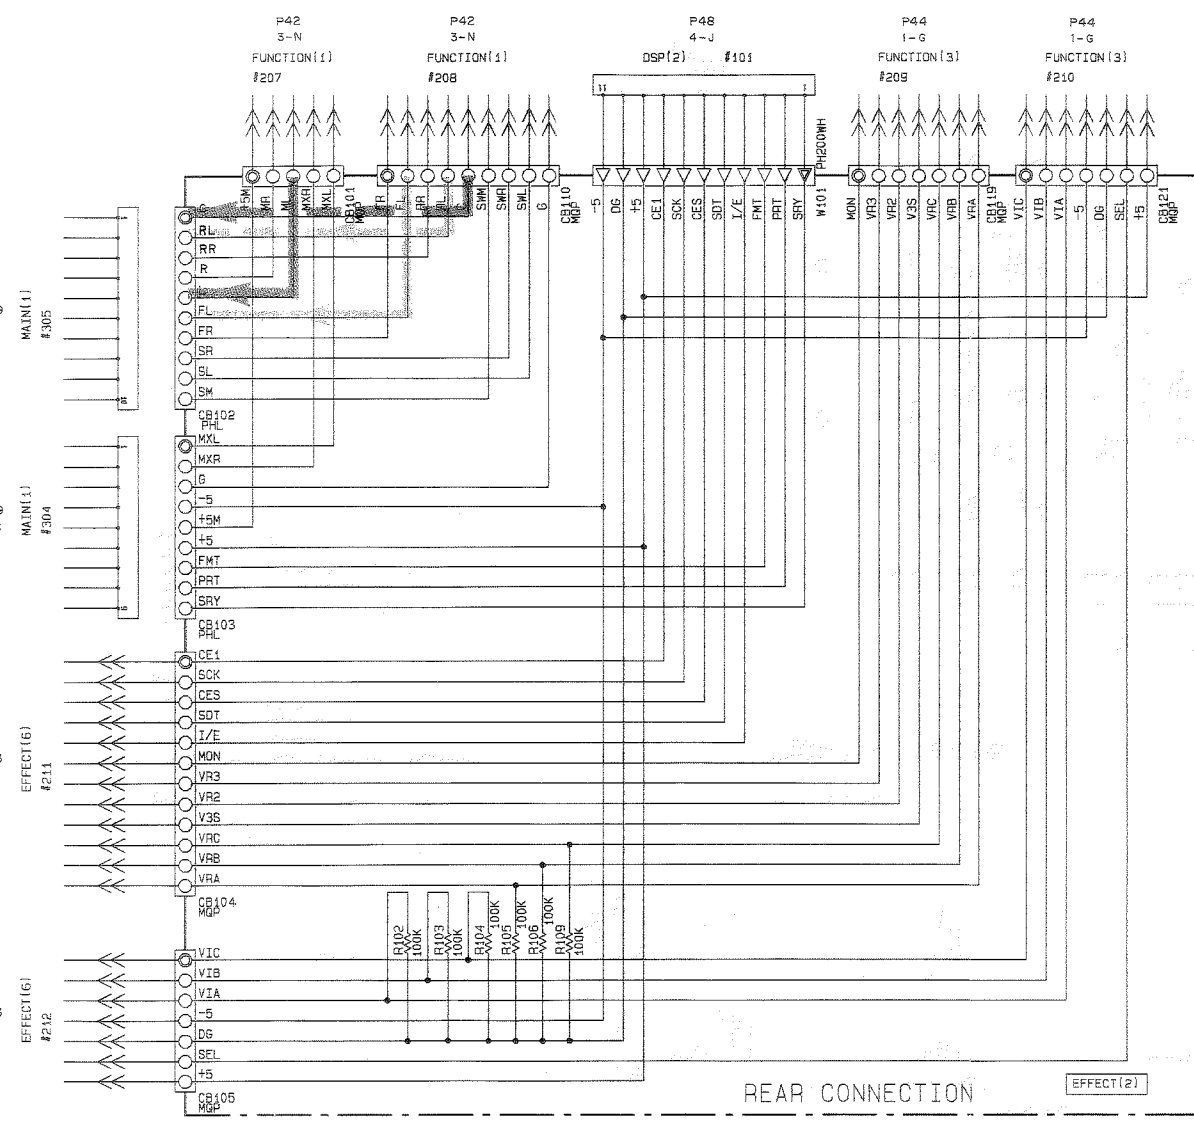 P42
3-N
FUNCTION(1)
#207
P42
3-N
FUNCTION(1)
#208
P48
4-J
DSP(2) #101
P44
1-G
FUNCTION(3)
#209
P44
1-G
FUNCTION(3)
#210
+5M
MR
ML
MXR
MXL
CB101
MQP
FR
FL
RR
RL
SWM
SWR
SWL
G
CB110
MQP
-5
DG
+5
CE1
SCK
CES
SDT
I/E
FMT
PRT
SRY
W101
PH200WH
MON
VR3
VR2
V3S
VRC
VRB
VRA
CB119
MQP
VIC
VIB
VIA
-5
DG
SEL
+5
CB121
MQP
MAIN(1)
#305
RL
RR
R
FL
FR
SR
SL
SM
CB102
PHL
MAIN(1)
#304
MXL
MXR
G
-5
+5M
+5
FMT
PRT
SRY
CB103
PHL
EFFECT(6)
#211
CE1
SCK
CES
SDT
I/E
MON
VR3
VR2
V3S
VRC
VRB
VRA
CB104
MQP
R102
100K
R103
100K
R104
100K
R105
100K
R106
100K
R109
100K
EFFECT(6)
#212
VIC
VIB
VIA
-5
DG
SEL
+5
CB105
MQP
REAR CONNECTION
EFFECT(2)